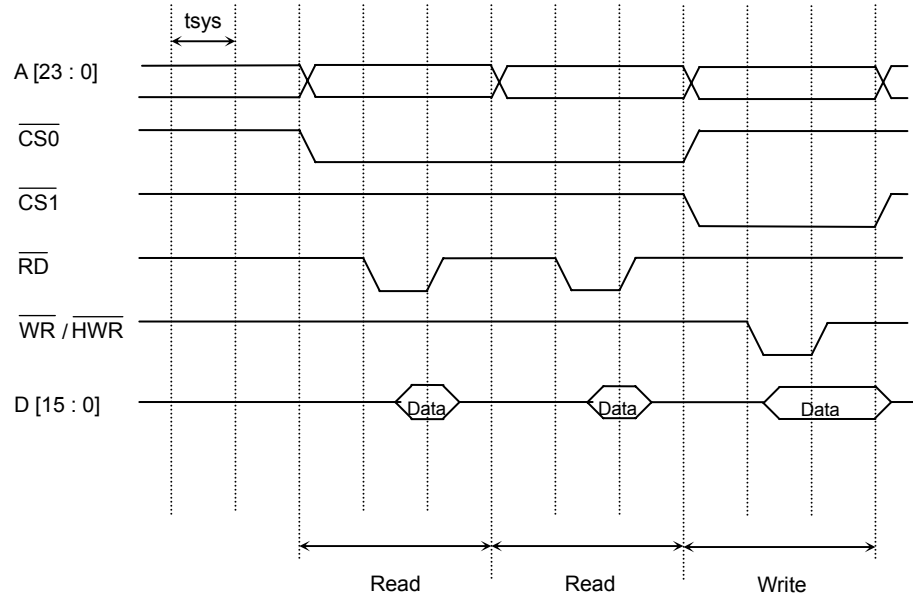 tsys
A [23 : 0]
CS0
CS1
RD
WR / HWR
D [15 : 0]
Data
Data
Data
Read
Read
Write